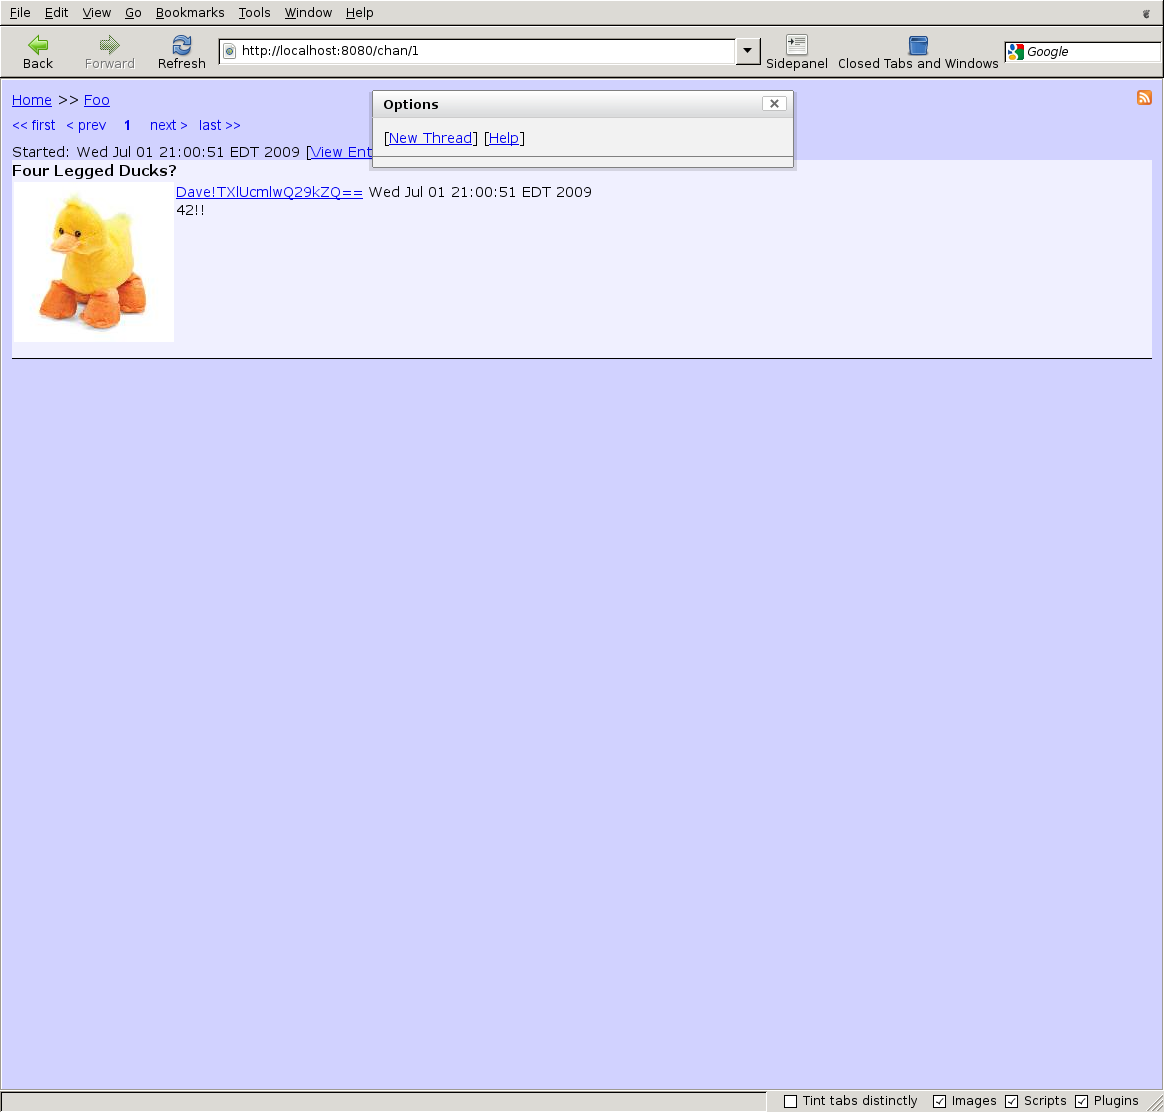 File Edit View Go Bookmarks Tools Window Help
Back Forward Refresh http://localhost:8080/chan/1 Sidepanel Closed Tabs and Windows Google
Home >> Foo
<< first < prev 1 next > last >>
Options
[New Thread] [Help]
Started: Wed Jul 01 21:00:51 EDT 2009 [View Ent
Four Legged Ducks?
Dave!TXlUcmlwQ29kZQ== Wed Jul 01 21:00:51 EDT 2009
42!!
Tint tabs distinctly Images Scripts Plugins